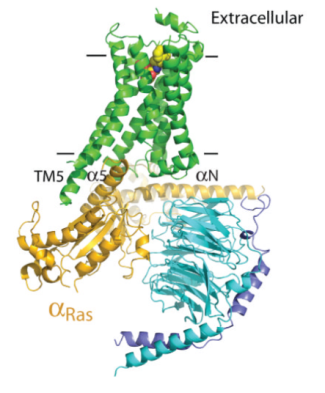 Extracellular
TM5 α5 αN
αRas